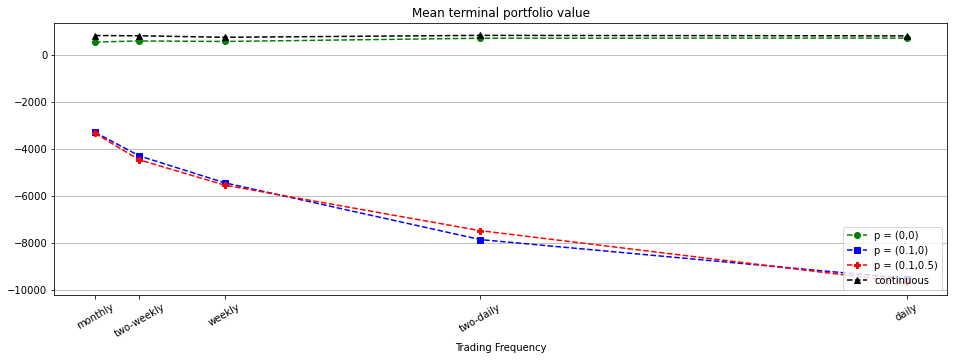 Mean terminal portfolio value
0
−2000
−4000
−6000
−8000
−10000
p = (0,0)
p = (0.1,0)
p = (0.1,0.5)
continuous
monthly
two-weekly
weekly
two-daily
daily
Trading Frequency